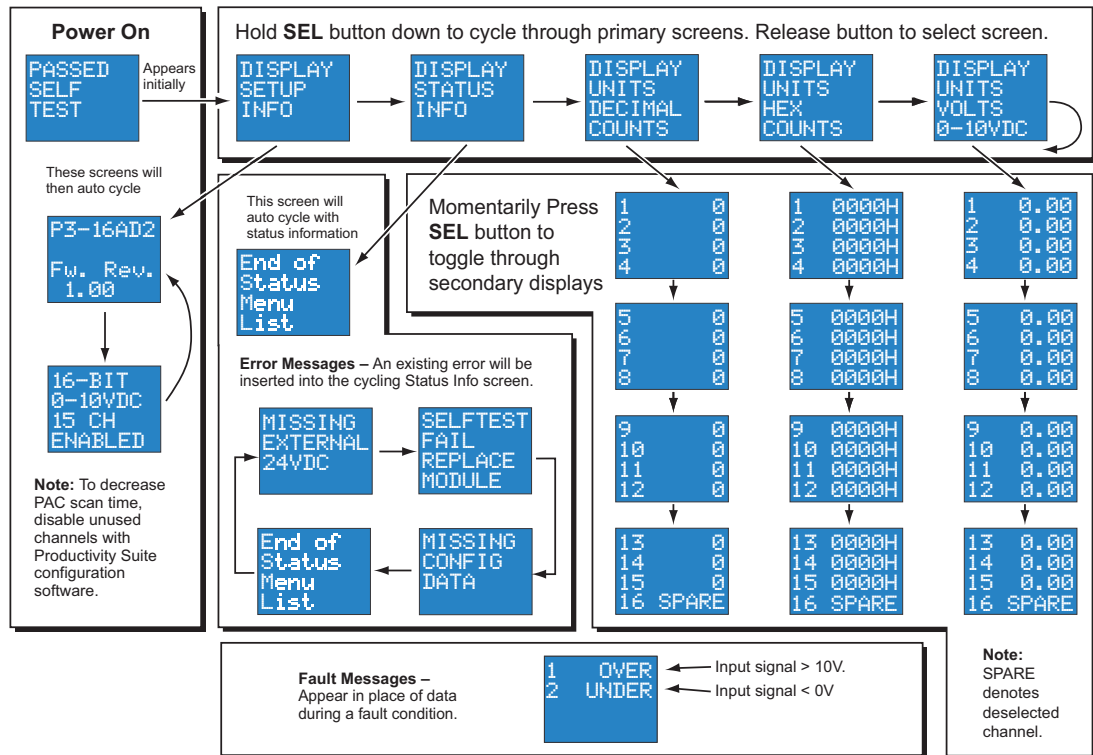 Power On
PASSED
SELF
TEST
Appears
initially
These screens will
then auto cycle
P3-16AD2
Fw. Rev.
1.00
16-BIT
0-10VDC
15 CH
ENABLED
Note: To decrease
PAC scan time,
disable unused
channels with
Productivity Suite
configuration
software.
Hold SEL button down to cycle through primary screens. Release button to select screen.
DISPLAY
SETUP
INFO
DISPLAY
STATUS
INFO
DISPLAY
UNITS
DECIMAL
COUNTS
DISPLAY
UNITS
HEX
COUNTS
DISPLAY
UNITS
VOLTS
0-10VDC
This screen will
auto cycle with
status information
End of
Status
Menu
List
Error Messages – An existing error will be
inserted into the cycling Status Info screen.
MISSING
EXTERNAL
24VDC
SELFTEST
FAIL
REPLACE
MODULE
End of
Status
Menu
List
MISSING
CONFIG
DATA
Momentarily Press
SEL button to
toggle through
secondary displays
1 0
2 0
3 0
4 0
5 0
6 0
7 0
8 0
9 0
10 0
11 0
12 0
13 0
14 0
15 0
16 SPARE
1 0000H
2 0000H
3 0000H
4 0000H
5 0000H
6 0000H
7 0000H
8 0000H
9 0000H
10 0000H
11 0000H
12 0000H
13 0000H
14 0000H
15 0000H
16 SPARE
1 0.00
2 0.00
3 0.00
4 0.00
5 0.00
6 0.00
7 0.00
8 0.00
9 0.00
10 0.00
11 0.00
12 0.00
13 0.00
14 0.00
15 0.00
16 SPARE
Note:
SPARE
denotes
deselected
channel.
Fault Messages –
Appear in place of data
during a fault condition.
1 OVER
2 UNDER
Input signal > 10V.
Input signal < 0V